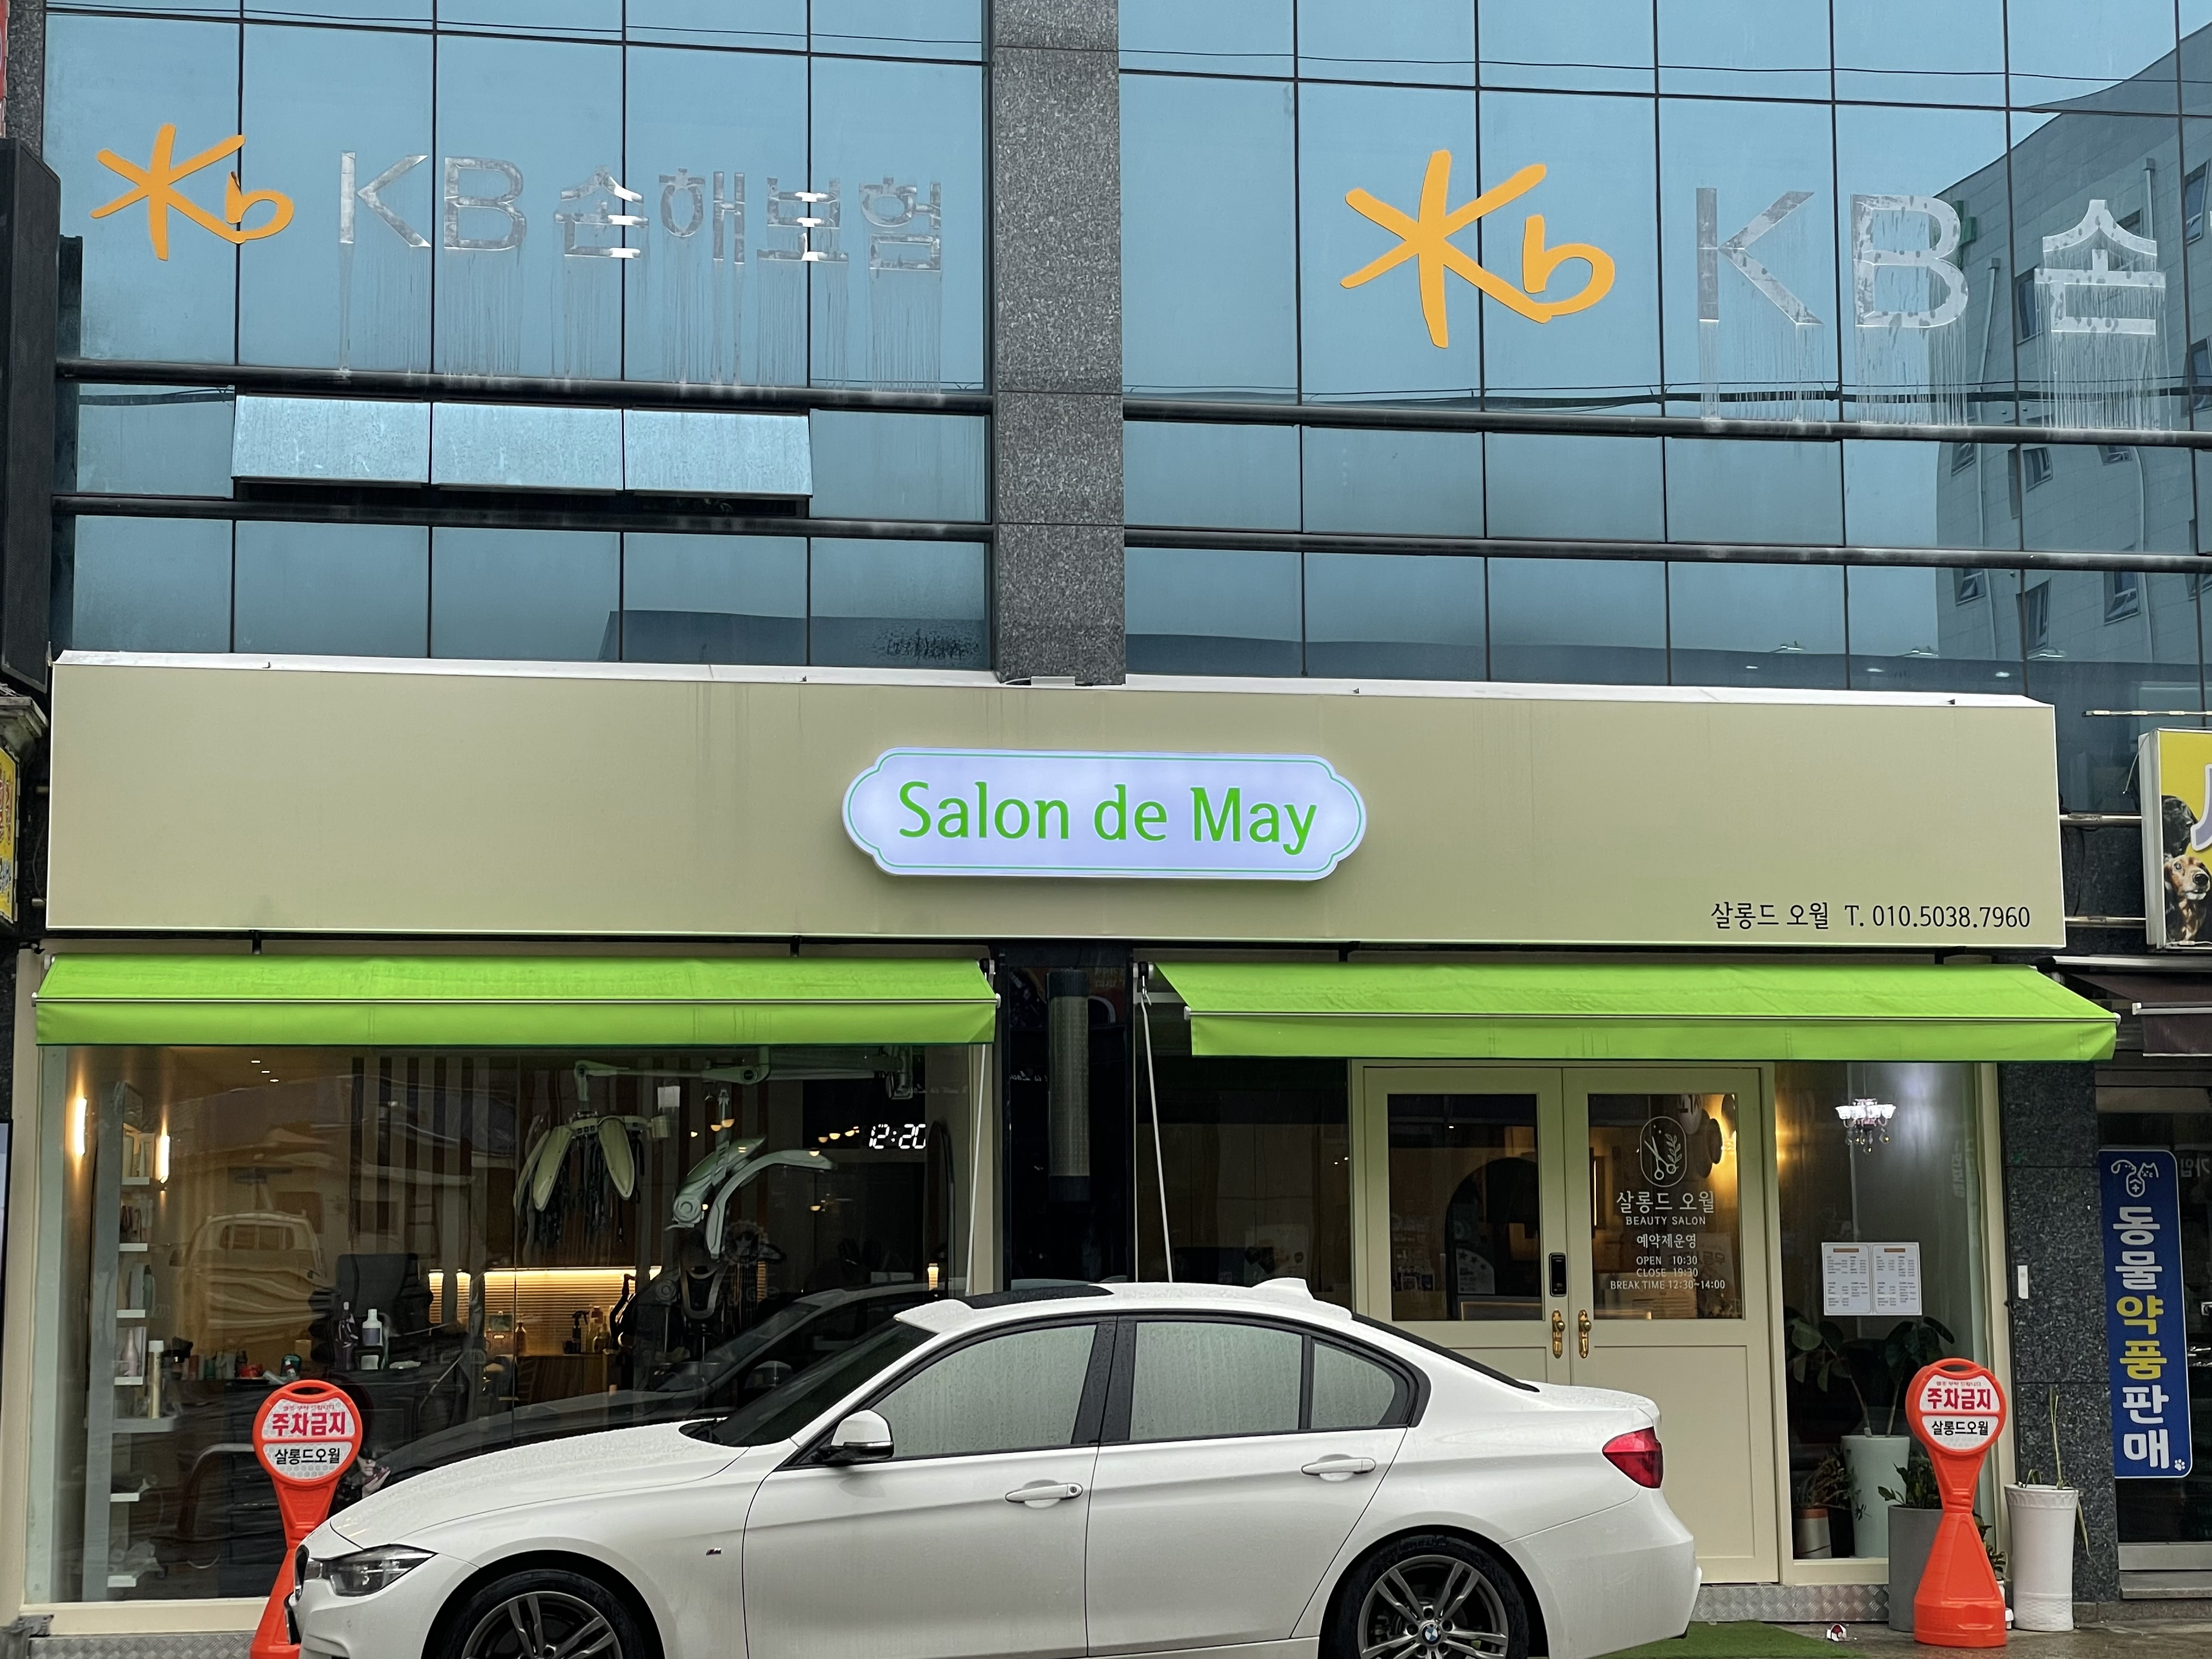 Kb KB 손해보험
Kb KB 손
Salon de May
살롱드 오월 T. 010.5038.7960
12:20
살롱드 오월
BEAUTY SALON
예약제운영
OPEN 10:30
CLOSE 19:30
BREAK TIME 12:30~14:00
주차금지
살롱드오월
주차금지
살롱드오월
동물약품판매